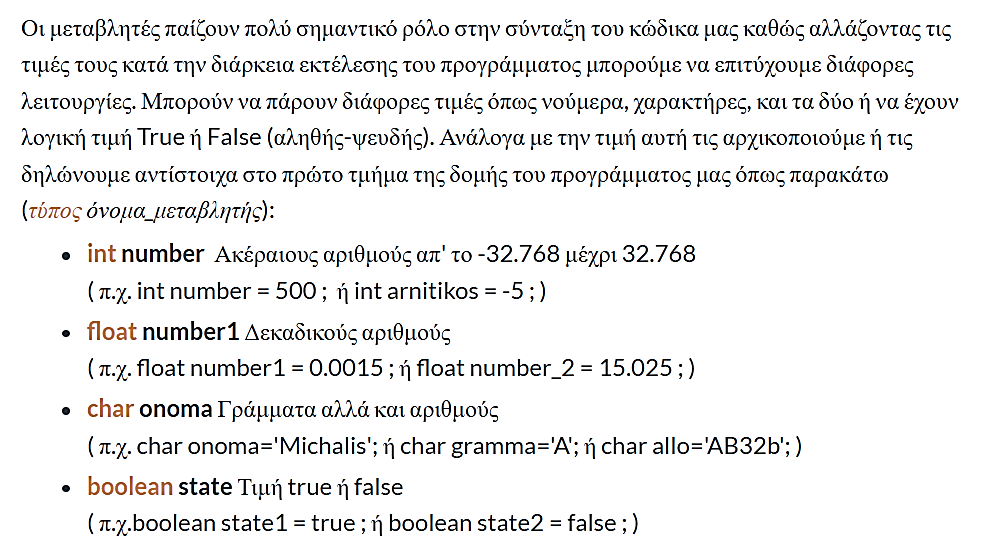 Οι μεταβλητές παίζουν πολύ σημαντικό ρόλο στην σύνταξη του κώδικα μας καθώς αλλάζοντας τις
τιμές τους κατά την διάρκεια εκτέλεσης του προγράμματος μπορούμε να επιτύχουμε διάφορες
λειτουργίες. Μπορούν να πάρουν διάφορες τιμές όπως νούμερα, χαρακτήρες, και τα δύο ή να έχουν
λογική τιμή True ή False (αληθής-ψευδής). Ανάλογα με την τιμή αυτή τις αρχικοποιούμε ή τις
δηλώνουμε αντίστοιχα στο πρώτο τμήμα της δομής του προγράμματος μας όπως παρακάτω
(τύπος όνομα_μεταβλητής):
• int number Ακέραιους αριθμούς απ' το -32.768 μέχρι 32.768
( π.χ. int number = 500 ; ή int arnitikos = -5 ; )
• float number1 Δεκαδικούς αριθμούς
( π.χ. float number1 = 0.0015 ; ή float number_2 = 15.025 ; )
• char onoma Γράμματα αλλά και αριθμούς
( π.χ. char onoma='Michalis'; ή char gramma='A'; ή char allo='AB32b'; )
• boolean state Τιμή true ή false
( π.χ.boolean state1 = true ; ή boolean state2 = false ; )